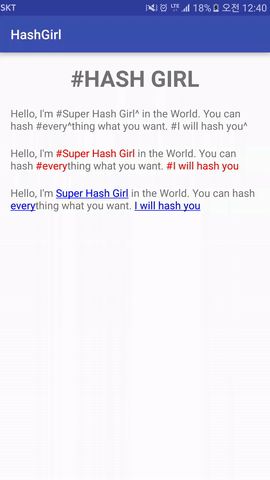 SKT LTE 18% 오전 12:40
HashGirl
#HASH GIRL
Hello, I'm #Super Hash Girl^ in the World. You can
hash #every^thing what you want. #I will hash you^
Hello, I'm #Super Hash Girl in the World. You can
hash #everything what you want. #I will hash you
Hello, I'm Super Hash Girl in the World. You can hash
everything what you want. I will hash you